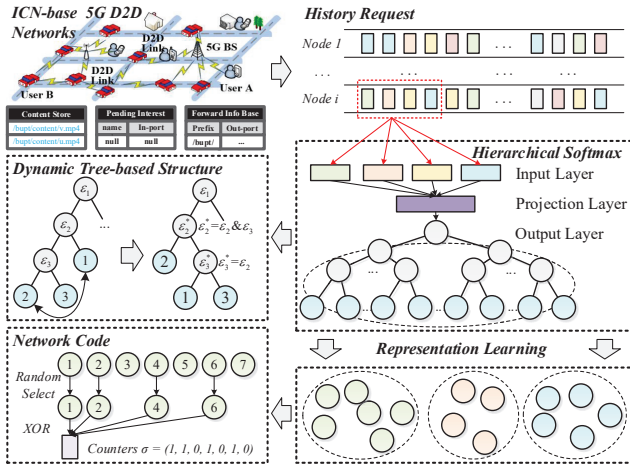 ICN-base 5G D2D
Networks
D2D
Link
5G BS
D2D
Link
User B
User A
Content Store
/bupt/content/v.mp4
/bupt/content/u.mp4
Pending Interest
name In-port
null null
Forward Info Base
Prefix Out-port
/bupt/ ...
History Request
Node 1
...
... ... ...
Node i
...
Hierarchical Softmax
Input Layer
Projection Layer
Output Layer
... ...
...
Dynamic Tree-based Structure
ε1 ε1
...
ε2 ε2* ε2*=ε2&ε3
ε3 1 2 ε3* ε3*=ε2
2 3 1 3
Representation Learning
Network Code
1 2 3 4 5 6 7
Random
Select
1 2 4 6
XOR
Counters σ = (1, 1, 0, 1, 0, 1, 0)